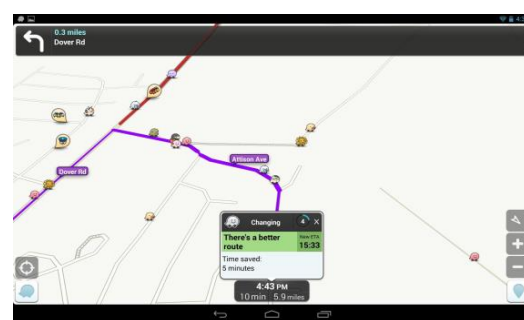 0.3 miles
Dover Rd
Attison Ave
Dover Rd
Changing
4
There's a better
route
New ETA
15:33
Time saved:
5 minutes
4:43 PM
10 min 5.9 miles